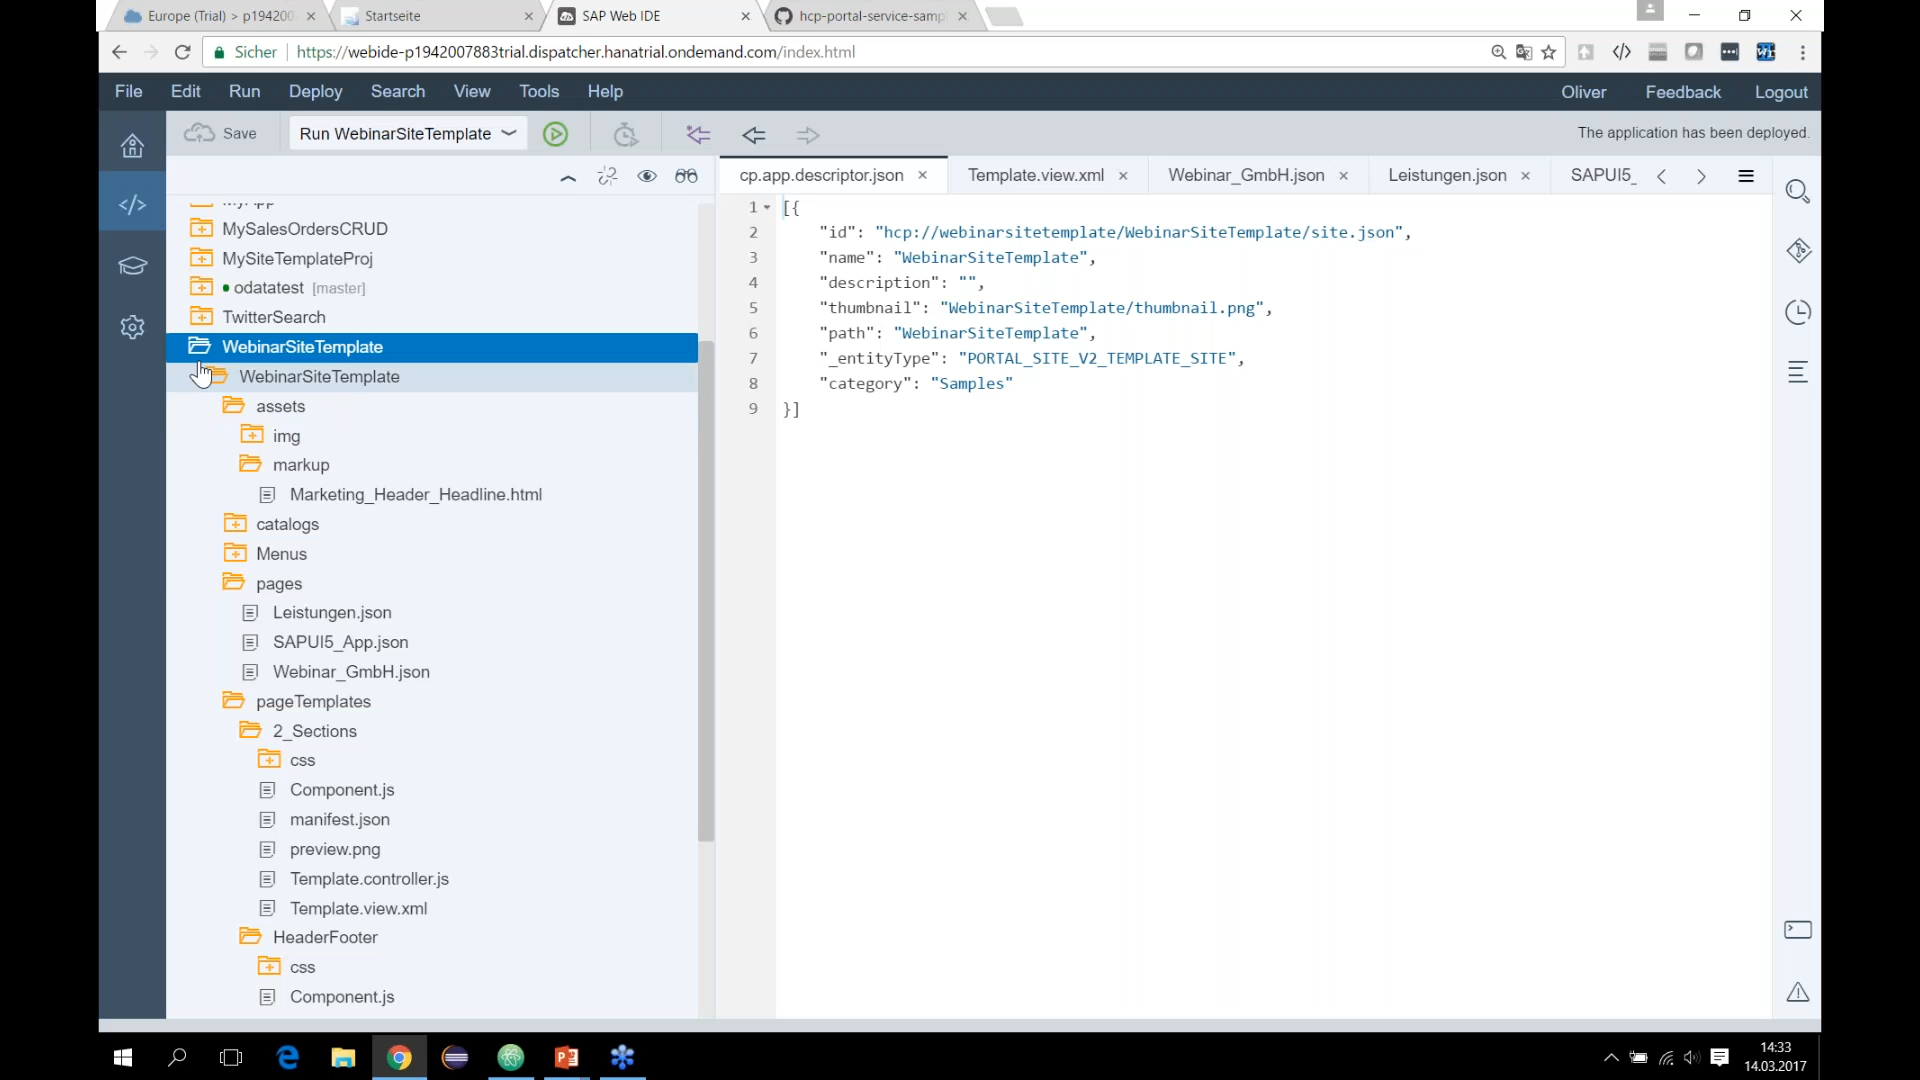 Europe (Trial) > p194200
Startseite
SAP Web IDE
hcp-portal-service-samp
Sicher
https://webide-p1942007883trial.dispatcher.hanatrial.ondemand.com/index.html
File Edit Run Deploy Search View Tools Help
Oliver Feedback Logout
Save
Run WebinarSiteTemplate
The application has been deployed.
cp.app.descriptor.json
Template.view.xml
Webinar_GmbH.json
Leistungen.json
SAPUI5_
MyApp
MySalesOrdersCRUD
MySiteTemplateProj
odatatest [master]
TwitterSearch
WebinarSiteTemplate
WebinarSiteTemplate
assets
img
markup
Marketing_Header_Headline.html
catalogs
Menus
pages
Leistungen.json
SAPUI5_App.json
Webinar_GmbH.json
pageTemplates
2_Sections
css
Component.js
manifest.json
preview.png
Template.controller.js
Template.view.xml
HeaderFooter
css
Component.js
1 [{
2 "id": "hcp://webinarsitetemplate/WebinarSiteTemplate/site.json",
3 "name": "WebinarSiteTemplate",
4 "description": "",
5 "thumbnail": "WebinarSiteTemplate/thumbnail.png",
6 "path": "WebinarSiteTemplate",
7 "_entityType": "PORTAL_SITE_V2_TEMPLATE_SITE",
8 "category": "Samples"
9 }]
14:33
14.03.2017